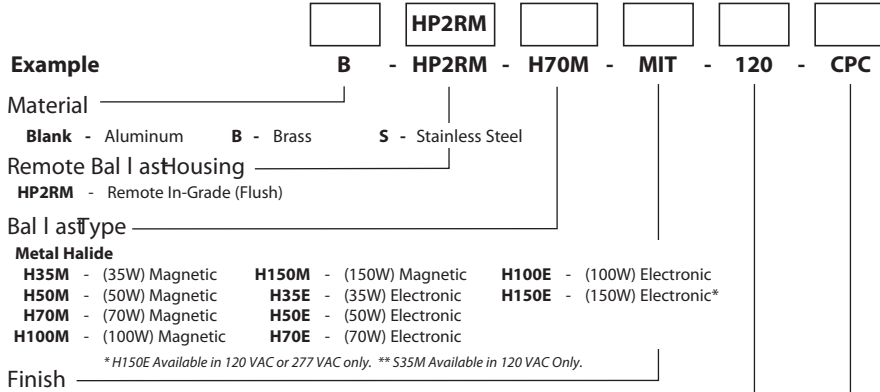 HP2RM
Example B - HP2RM - H70M - MIT - 120 - CPC
Material
Blank - Aluminum B - Brass S - Stainless Steel
Remote Bal l astHousing
HP2RM - Remote In-Grade (Flush)
Bal l astType
Metal Halide
H35M - (35W) Magnetic H150M - (150W) Magnetic H100E - (100W) Electronic
H50M - (50W) Magnetic H35E - (35W) Electronic H150E - (150W) Electronic*
H70M - (70W) Magnetic H50E - (50W) Electronic
H100M - (100W) Magnetic H70E - (70W) Electronic
* H150E Available in 120 VAC or 277 VAC only. ** S35M Available in 120 VAC Only.
Finish